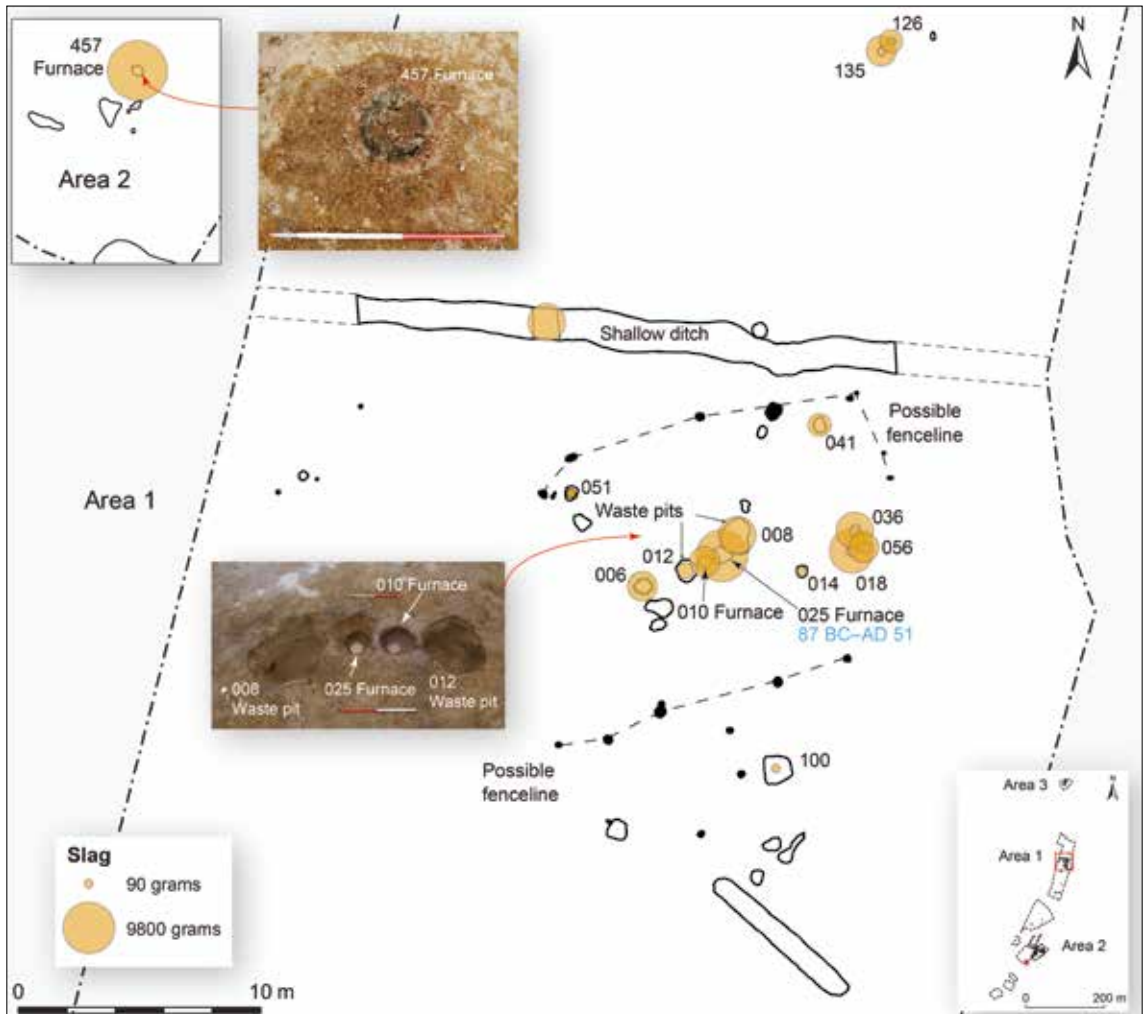 457
Furnace
Area 2
457 Furnace
126
135
N
Shallow ditch
Possible
fenceline
041
Area 1
051
Waste pits
008
036
056
012
006
014
018
010 Furnace
025 Furnace
87 BC–AD 51
010 Furnace
008
Waste pit
025 Furnace
012
Waste pit
Possible
fenceline
100
Slag
90 grams
9800 grams
0
10 m
Area 3
N
Area 1
Area 2
0
200 m